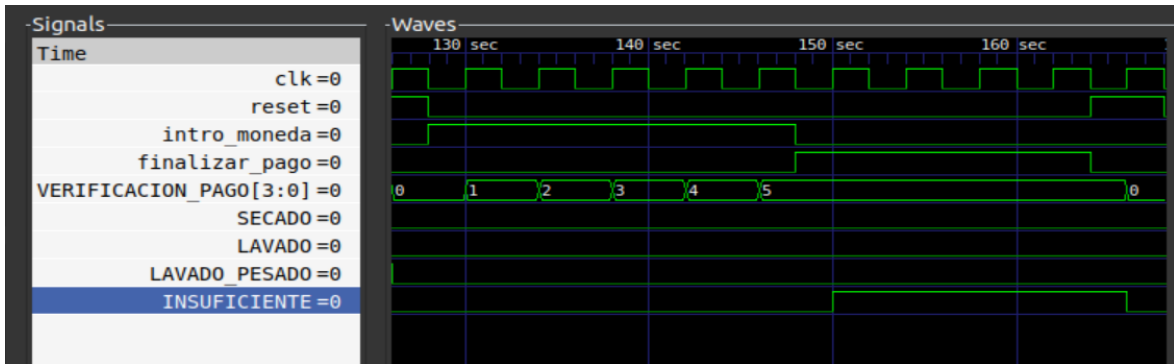 Signals
Waves
Time
130 sec 140 sec 150 sec 160 sec
clk=0
reset=0
intro_moneda=0
finalizar_pago=0
VERIFICACION_PAGO[3:0]=0
0 1 2 3 4 5 0
SECADO=0
LAVADO=0
LAVADO_PESADO=0
INSUFICIENTE=0